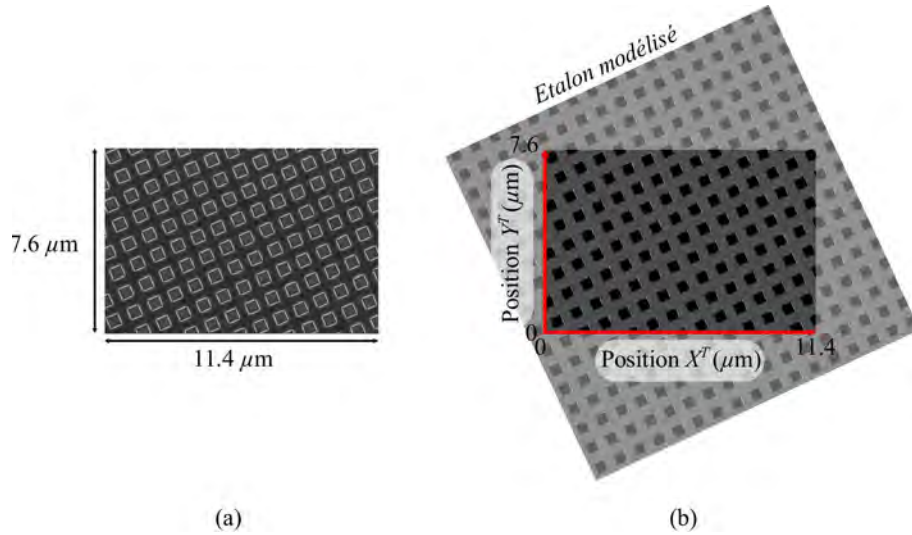 Etalon modélisé
7.6
Position Y^T (µm)
0
0
Position X^T (µm)
11.4
7.6 µm
11.4 µm
(a)
(b)